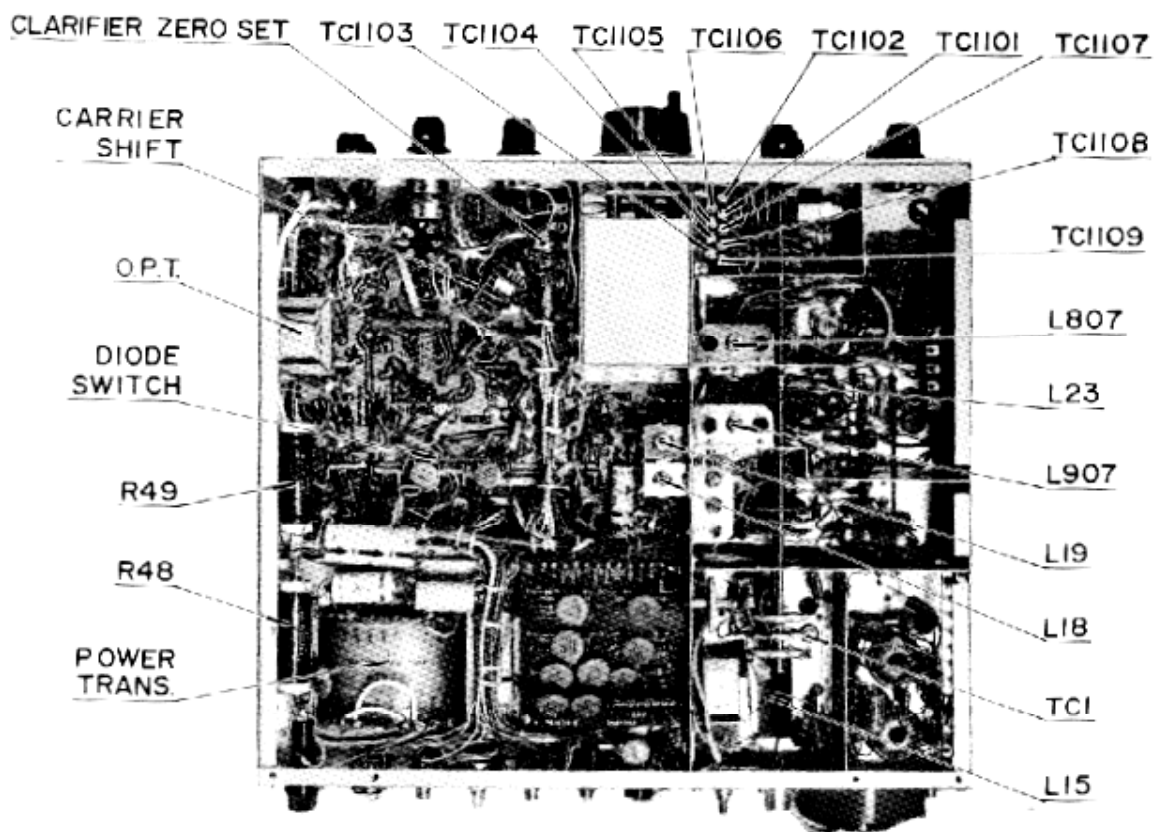 CLARIFIER ZERO SET
TC1103
TC1104
TC1105
TC1106
TC1102
TC1101
TC1107
CARRIER
SHIFT
TC1108
TC1109
O.P.T.
L807
DIODE
SWITCH
L23
R49
L907
L19
R48
L18
POWER
TRANS.
TC1
L15